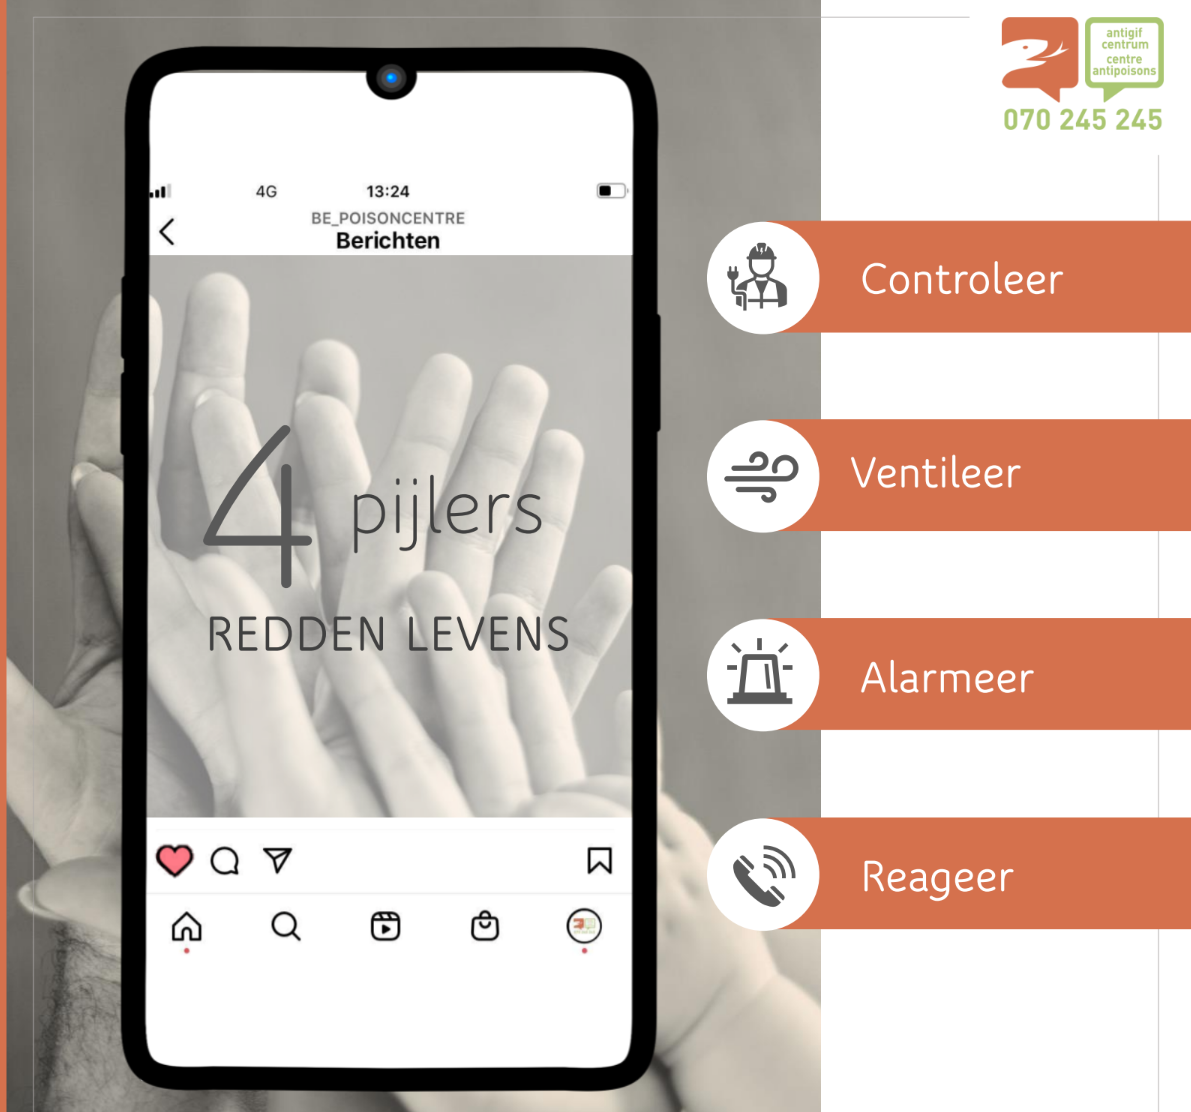 antigif
centrum
centre
antipoisons
070 245 245
4G
13:24
BE_POISONCENTRE
Berichten
4 pijlers
REDDEN LEVENS
Controleer
Ventileer
Alarmeer
Reageer